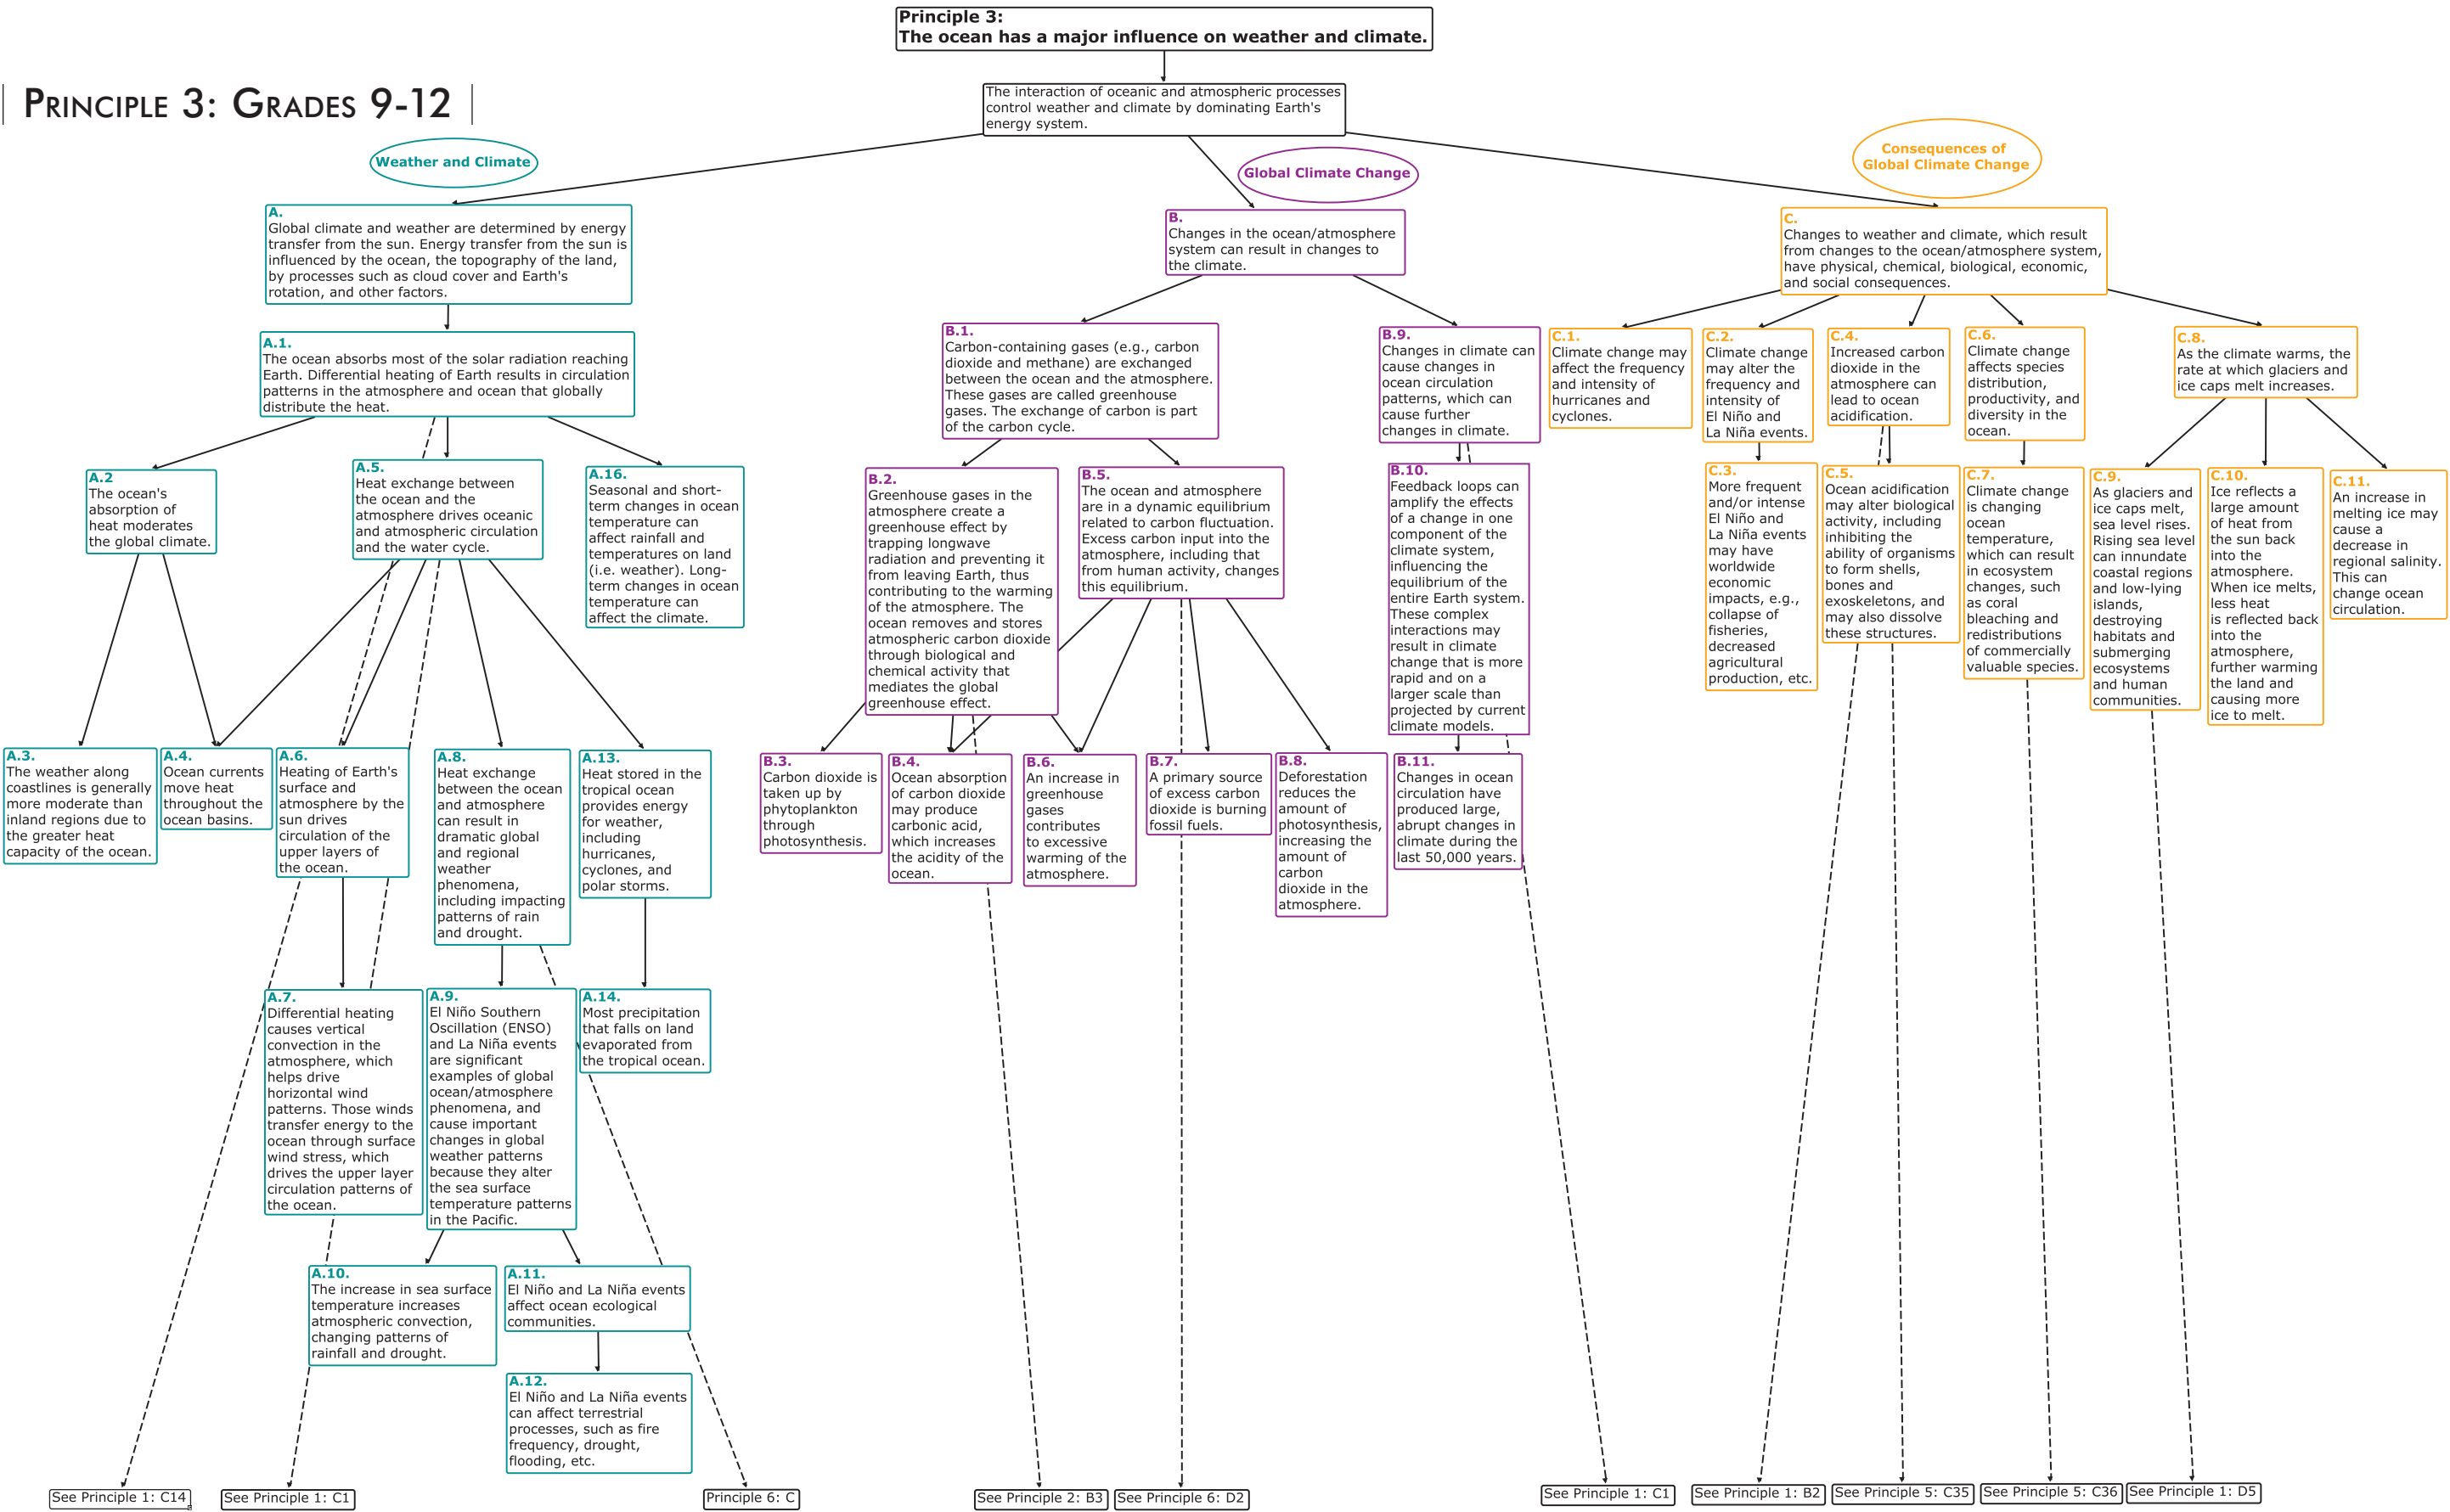 Principle 3:
The ocean has a major influence on weather and climate.
PRINCIPLE 3: GRADES 9-12
The interaction of oceanic and atmospheric processes
control weather and climate by dominating Earth's
energy system.
Weather and Climate
Global Climate Change
Consequences of
Global Climate Change
A.
Global climate and weather are determined by energy
transfer from the sun. Energy transfer from the sun is
influenced by the ocean, the topography of the land,
by processes such as cloud cover and Earth's
rotation, and other factors.
B.
Changes in the ocean/atmosphere
system can result in changes to
the climate.
C.
Changes to weather and climate, which result
from changes to the ocean/atmosphere system,
have physical, chemical, biological, economic,
and social consequences.
A.1.
The ocean absorbs most of the solar radiation reaching
Earth. Differential heating of Earth results in circulation
patterns in the atmosphere and ocean that globally
distribute the heat.
B.1.
Carbon-containing gases (e.g., carbon
dioxide and methane) are exchanged
between the ocean and the atmosphere.
These gases are called greenhouse
gases. The exchange of carbon is part
of the carbon cycle.
B.9.
Changes in climate can
cause changes in
ocean circulation
patterns, which can
cause further
changes in climate.
C.1.
Climate change may
affect the frequency
and intensity of
hurricanes and
cyclones.
C.2.
Climate change
may alter the
frequency and
intensity of
El Niño and
La Niña events.
C.4.
Increased carbon
dioxide in the
atmosphere can
lead to ocean
acidification.
C.6.
Climate change
affects species
distribution,
productivity, and
diversity in the
ocean.
C.8.
As the climate warms, the
rate at which glaciers and
ice caps melt increases.
A.2
The ocean's
absorption of
heat moderates
the global climate.
A.5.
Heat exchange between
the ocean and the
atmosphere drives oceanic
and atmospheric circulation
and the water cycle.
A.16.
Seasonal and short-
term changes in ocean
temperature can
affect rainfall and
temperatures on land
(i.e. weather). Long-
term changes in ocean
temperature can
affect the climate.
B.2.
Greenhouse gases in the
atmosphere create a
greenhouse effect by
trapping longwave
radiation and preventing it
from leaving Earth, thus
contributing to the warming
of the atmosphere. The
ocean removes and stores
atmospheric carbon dioxide
through biological and
chemical activity that
mediates the global
greenhouse effect.
B.5.
The ocean and atmosphere
are in a dynamic equilibrium
related to carbon fluctuation.
Excess carbon input into the
atmosphere, including that
from human activity, changes
this equilibrium.
B.10.
Feedback loops can
amplify the effects
of a change in one
component of the
climate system,
influencing the
equilibrium of the
entire Earth system.
These complex
interactions may
result in climate
change that is more
rapid and on a
larger scale than
projected by current
climate models.
C.3.
More frequent
and/or intense
El Niño and
La Niña events
may have
worldwide
economic
impacts, e.g.,
collapse of
fisheries,
decreased
agricultural
production, etc.
C.5.
Ocean acidification
may alter biological
activity, including
inhibiting the
ability of organisms
to form shells,
bones and
exoskeletons, and
may also dissolve
these structures.
C.7.
Climate change
is changing
ocean
temperature,
which can result
in ecosystem
changes, such
as coral
bleaching and
redistributions
of commercially
valuable species.
C.9.
As glaciers and
ice caps melt,
sea level rises.
Rising sea level
can innundate
coastal regions
and low-lying
islands,
destroying
habitats and
submerging
ecosystems
and human
communities.
C.10.
Ice reflects a
large amount
of heat from
the sun back
into the
atmosphere.
When ice melts,
less heat
is reflected back
into the
atmosphere,
further warming
the land and
causing more
ice to melt.
C.11.
An increase in
melting ice may
cause a
decrease in
regional salinity.
This can
change ocean
circulation.
A.3.
The weather along
coastlines is generally
more moderate than
inland regions due to
the greater heat
capacity of the ocean.
A.4.
Ocean currents
move heat
throughout the
ocean basins.
A.6.
Heating of Earth's
surface and
atmosphere by the
sun drives
circulation of the
upper layers of
the ocean.
A.8.
Heat exchange
between the ocean
and atmosphere
can result in
dramatic global
and regional
weather
phenomena,
including impacting
patterns of rain
and drought.
A.13.
Heat stored in the
tropical ocean
provides energy
for weather,
including
hurricanes,
cyclones, and
polar storms.
B.3.
Carbon dioxide is
taken up by
phytoplankton
through
photosynthesis.
B.4.
Ocean absorption
of carbon dioxide
may produce
carbonic acid,
which increases
the acidity of the
ocean.
B.6.
An increase in
greenhouse
gases
contributes
to excessive
warming of the
atmosphere.
B.7.
A primary source
of excess carbon
dioxide is burning
fossil fuels.
B.8.
Deforestation
reduces the
amount of
photosynthesis,
increasing the
amount of
carbon
dioxide in the
atmosphere.
B.11.
Changes in ocean
circulation have
produced large,
abrupt changes in
climate during the
last 50,000 years.
A.7.
Differential heating
causes vertical
convection in the
atmosphere, which
helps drive
horizontal wind
patterns. Those winds
transfer energy to the
ocean through surface
wind stress, which
drives the upper layer
circulation patterns of
the ocean.
A.9.
El Niño Southern
Oscillation (ENSO)
and La Niña events
are significant
examples of global
ocean/atmosphere
phenomena, and
cause important
changes in global
weather patterns
because they alter
the sea surface
temperature patterns
in the Pacific.
A.14.
Most precipitation
that falls on land
evaporated from
the tropical ocean.
A.10.
The increase in sea surface
temperature increases
atmospheric convection,
changing patterns of
rainfall and drought.
A.11.
El Niño and La Niña events
affect ocean ecological
communities.
A.12.
El Niño and La Niña events
can affect terrestrial
processes, such as fire
frequency, drought,
flooding, etc.
See Principle 1: C14
See Principle 1: C1
Principle 6: C
See Principle 2: B3
See Principle 6: D2
See Principle 1: C1
See Principle 1: B2
See Principle 5: C35
See Principle 5: C36
See Principle 1: D5